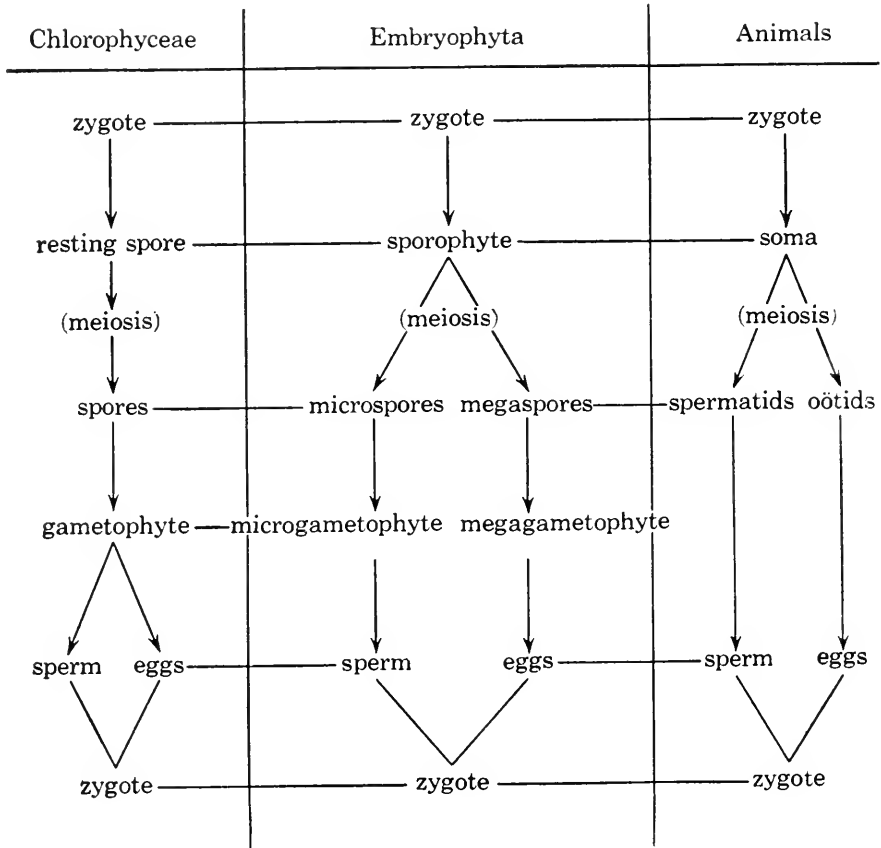 Chlorophyceae Embryophyta Animals
zygote zygote zygote
resting spore sporophyte soma
(meiosis) (meiosis) (meiosis)
spores microspores megaspores spermatids oötids
gametophyte microgametophyte megagametophyte
sperm eggs sperm eggs sperm eggs
zygote zygote zygote